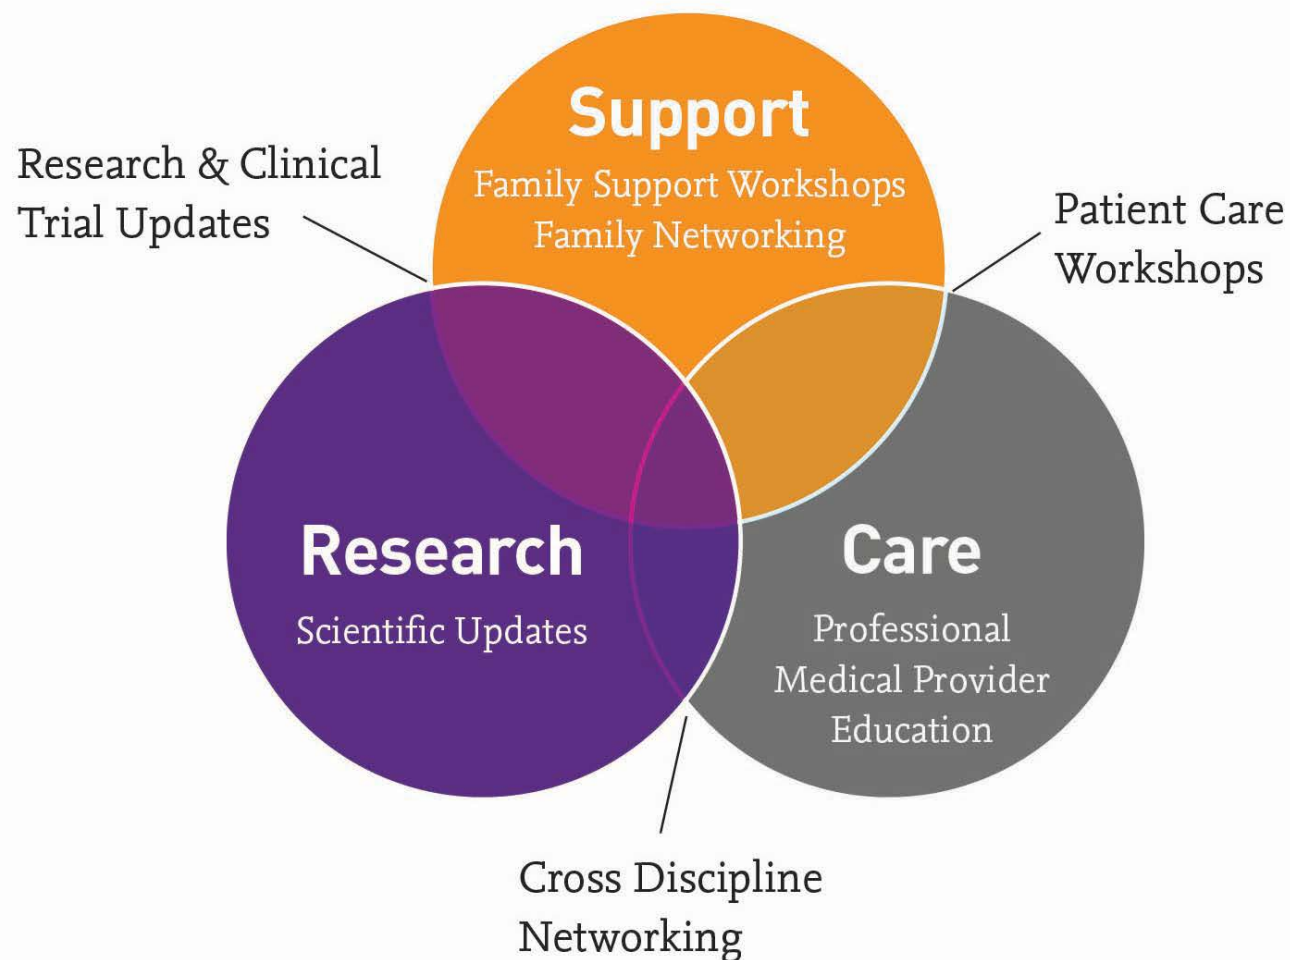 Support
Family Support Workshops
Family Networking
Research & Clinical
Trial Updates
Patient Care
Workshops
Research
Scientific Updates
Care
Professional
Medical Provider
Education
Cross Discipline
Networking